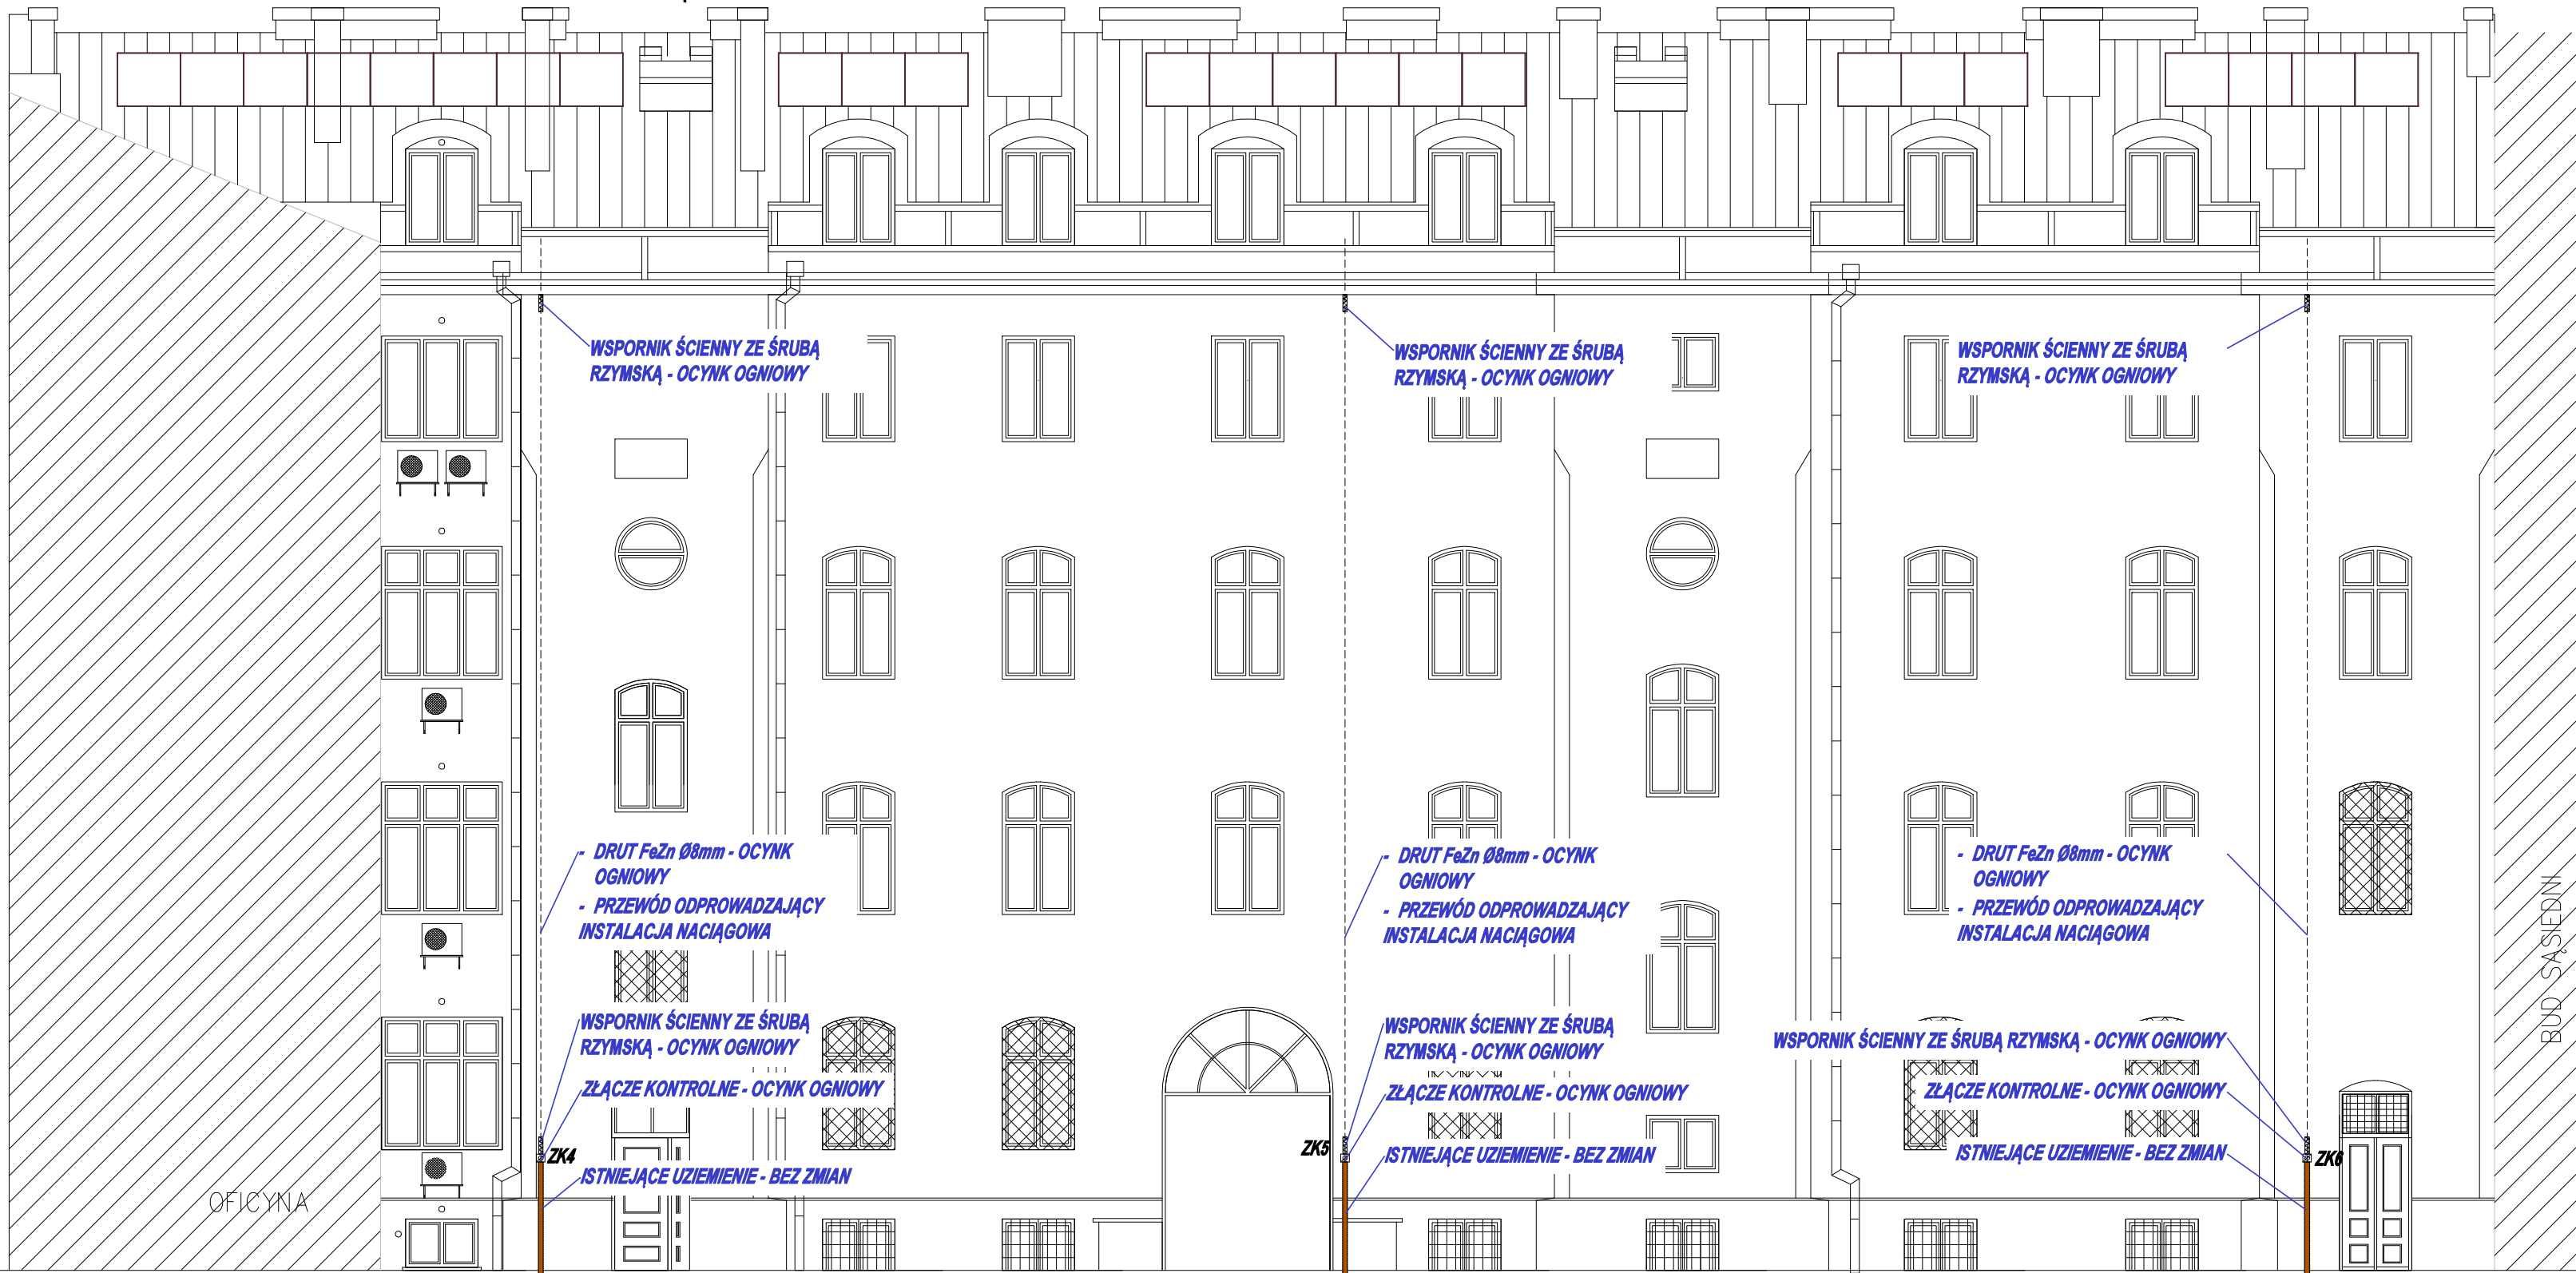 WSPORNIK ŚCIENNY ZE ŚRUBĄ
RZYMSKĄ - OCYNK OGNIOWY
WSPORNIK ŚCIENNY ZE ŚRUBĄ
RZYMSKĄ - OCYNK OGNIOWY
WSPORNIK ŚCIENNY ZE ŚRUBĄ
RZYMSKĄ - OCYNK OGNIOWY
- DRUT FeZn Ø8mm - OCYNK
OGNIOWY
- PRZEWÓD ODPROWADZAJĄCY
INSTALACJA NACIĄGOWA
- DRUT FeZn Ø8mm - OCYNK
OGNIOWY
- PRZEWÓD ODPROWADZAJĄCY
INSTALACJA NACIĄGOWA
- DRUT FeZn Ø8mm - OCYNK
OGNIOWY
- PRZEWÓD ODPROWADZAJĄCY
INSTALACJA NACIĄGOWA
WSPORNIK ŚCIENNY ZE ŚRUBĄ
RZYMSKĄ - OCYNK OGNIOWY
ZŁĄCZE KONTROLNE - OCYNK OGNIOWY
ZK4
ISTNIEJĄCE UZIEMIENIE - BEZ ZMIAN
WSPORNIK ŚCIENNY ZE ŚRUBĄ
RZYMSKĄ - OCYNK OGNIOWY
ZŁĄCZE KONTROLNE - OCYNK OGNIOWY
ZK5
ISTNIEJĄCE UZIEMIENIE - BEZ ZMIAN
WSPORNIK ŚCIENNY ZE ŚRUBĄ RZYMSKĄ - OCYNK OGNIOWY
ZŁĄCZE KONTROLNE - OCYNK OGNIOWY
ISTNIEJĄCE UZIEMIENIE - BEZ ZMIAN
ZK6
OFICYNA
BUD SĄSIEDNI